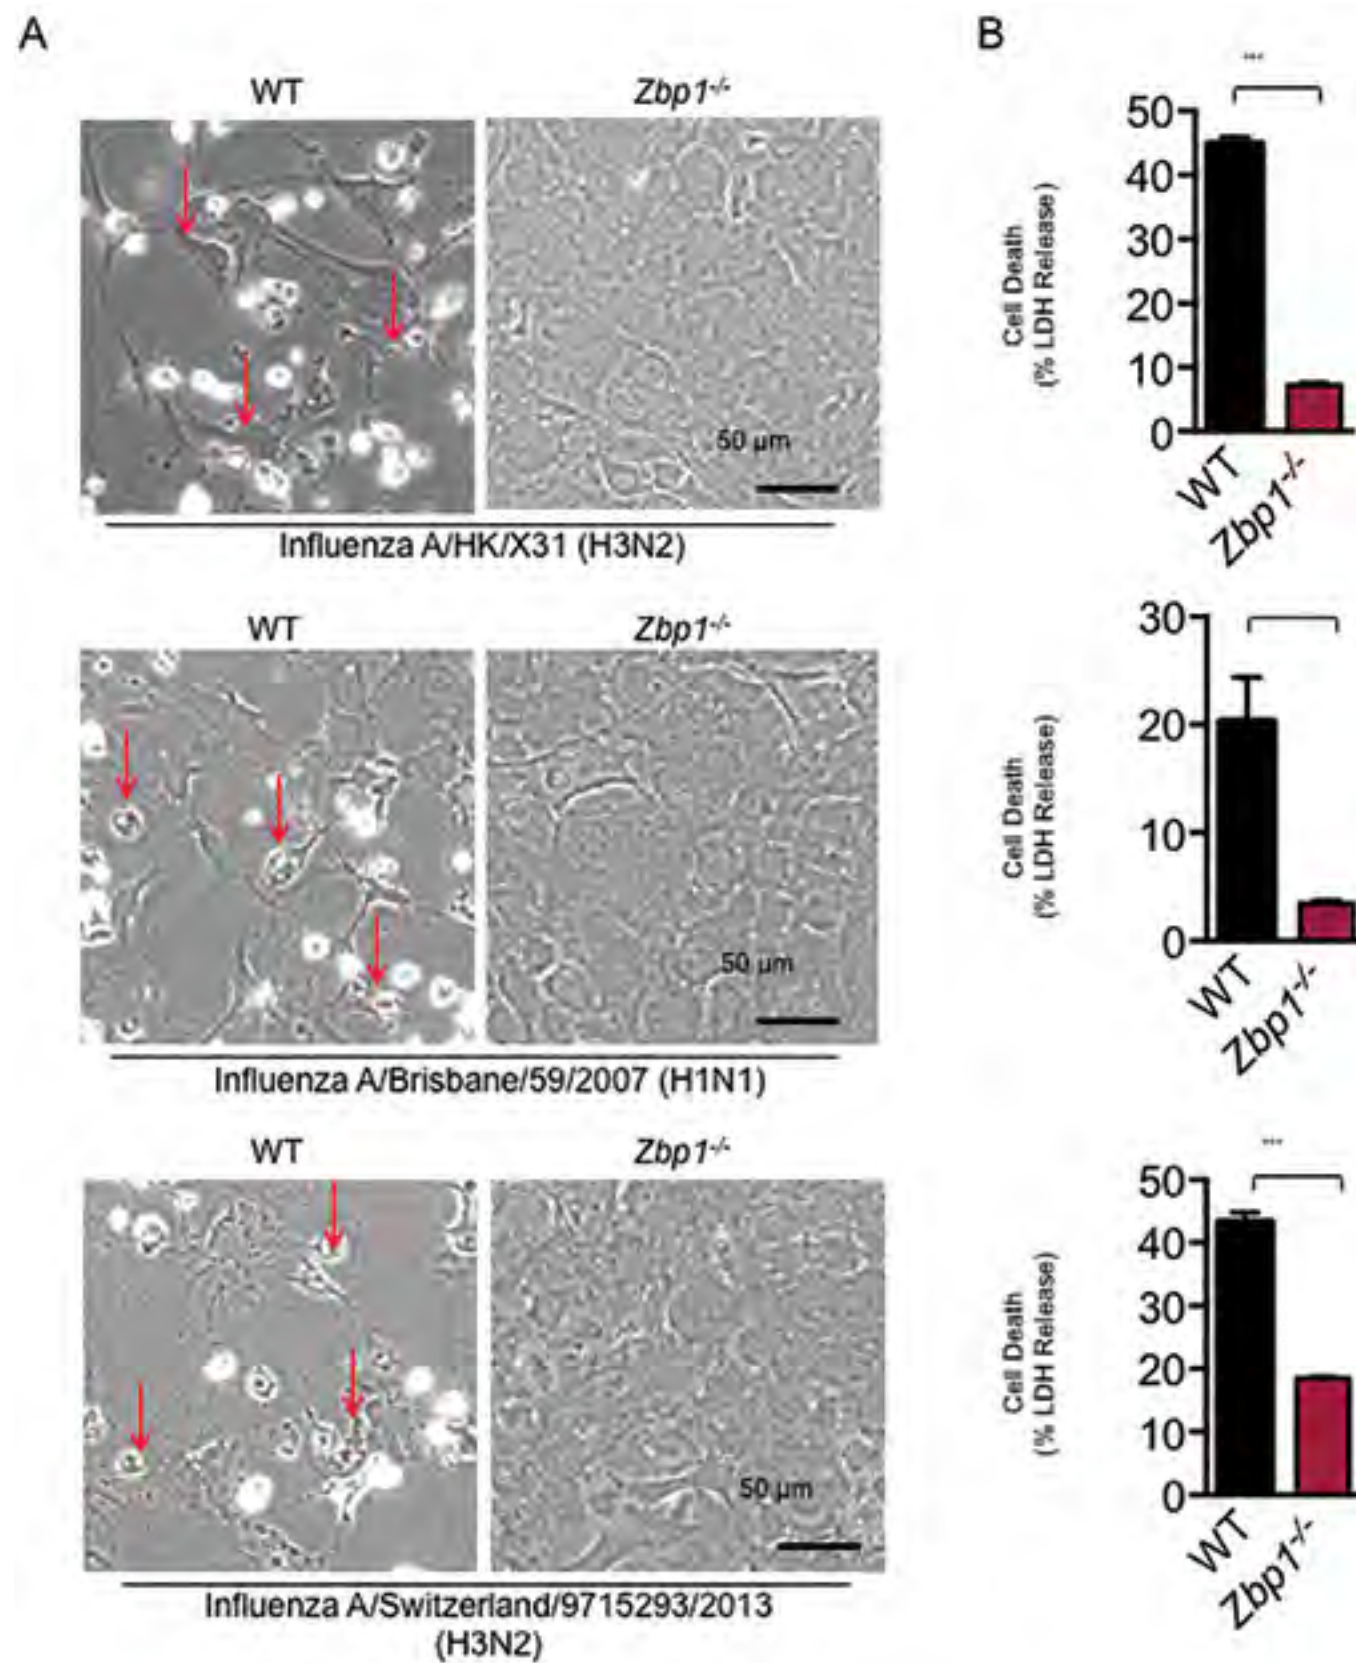 A
B
WT
Zbp1-/-
50 µm
Influenza A/HK/X31 (H3N2)
***
Cell Death
(% LDH Release)
50
40
30
20
10
0
WT
Zbp1-/-
WT
Zbp1-/-
50 µm
Influenza A/Brisbane/59/2007 (H1N1)
Cell Death
(% LDH Release)
30
20
10
0
WT
Zbp1-/-
WT
Zbp1-/-
50 µm
Influenza A/Switzerland/9715293/2013
(H3N2)
***
Cell Death
(% LDH Release)
50
40
30
20
10
0
WT
Zbp1-/-